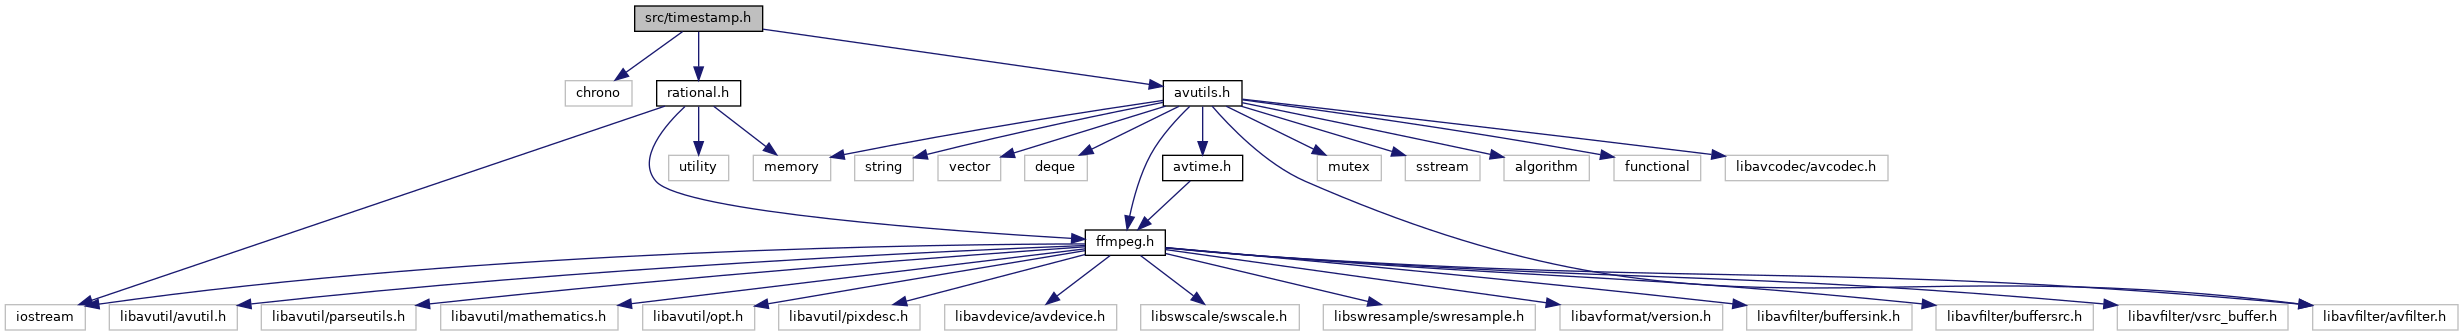 src/timestamp.h
chrono
rational.h
avutils.h
utility
memory
string
vector
deque
avtime.h
mutex
sstream
algorithm
functional
libavcodec/avcodec.h
ffmpeg.h
iostream
libavutil/avutil.h
libavutil/parseutils.h
libavutil/mathematics.h
libavutil/opt.h
libavutil/pixdesc.h
libavdevice/avdevice.h
libswscale/swscale.h
libswresample/swresample.h
libavformat/version.h
libavfilter/buffersink.h
libavfilter/buffersrc.h
libavfilter/vsrc_buffer.h
libavfilter/avfilter.h